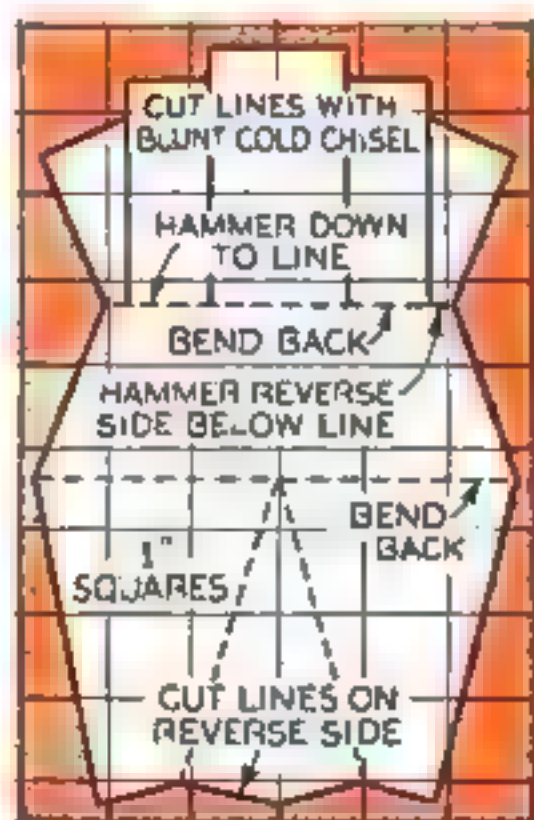 CUT LINES WITH
BLUNT COLD CHISEL
HAMMER DOWN
TO LINE
BEND BACK
HAMMER REVERSE
SIDE BELOW LINE
BEND
BACK
1"
SQUARES
CUT LINES ON
REVERSE SIDE